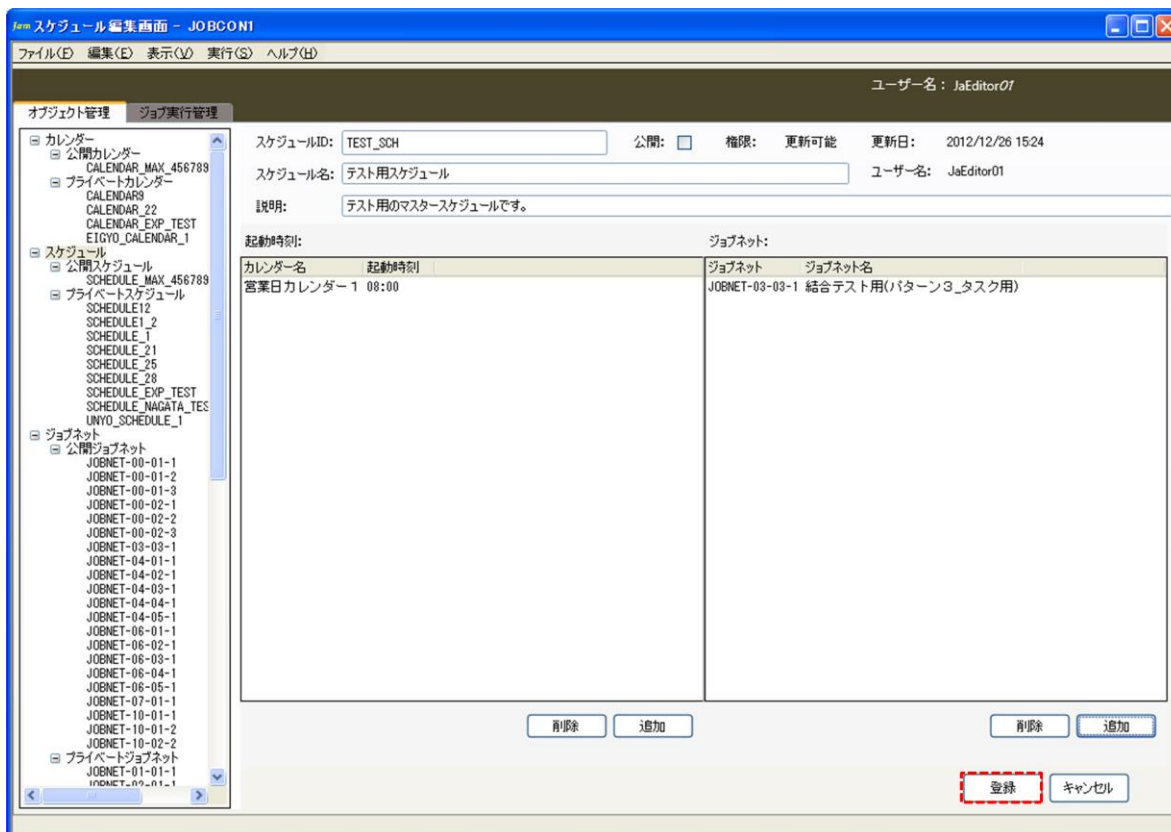 Jam スケジュール編集画面 - JOBCON1
ファイル(F) 編集(E) 表示(V) 実行(S) ヘルプ(H)
ユーザー名: JaEditor01
オブジェクト管理 ジョブ実行管理
カレンダー
公開カレンダー
CALENDAR_MAX_456789
プライベートカレンダー
CALENDAR9
CALENDAR_22
CALENDAR_EXP_TEST
EIGYO_CALENDAR_1
スケジュール
公開スケジュール
SCHEDULE_MAX_456789
プライベートスケジュール
SCHEDULE12
SCHEDULE1_2
SCHEDULE_1
SCHEDULE_21
SCHEDULE_25
SCHEDULE_28
SCHEDULE_EXP_TEST
SCHEDULE_NAGATA_TES
UNYO_SCHEDULE_1
ジョブネット
公開ジョブネット
JOBNET-00-01-1
JOBNET-00-01-2
JOBNET-00-01-3
JOBNET-00-02-1
JOBNET-00-02-2
JOBNET-00-02-3
JOBNET-03-03-1
JOBNET-04-01-1
JOBNET-04-02-1
JOBNET-04-03-1
JOBNET-04-04-1
JOBNET-04-05-1
JOBNET-06-01-1
JOBNET-06-02-1
JOBNET-06-03-1
JOBNET-06-04-1
JOBNET-06-05-1
JOBNET-07-01-1
JOBNET-10-01-1
JOBNET-10-01-2
JOBNET-10-02-2
プライベートジョブネット
JOBNET-01-01-1
JOBNET-02-01-1
スケジュールID: TEST_SCH 公開: 権限: 更新可能 更新日: 2012/12/26 15:24
スケジュール名: テスト用スケジュール ユーザー名: JaEditor01
説明: テスト用のマスタースケジュールです。
起動時刻: ジョブネット:
カレンダー名 起動時刻 ジョブネット ジョブネット名
営業日カレンダー1 08:00 JOBNET-03-03-1 結合テスト用(パターン3_タスク用)
削除 追加 削除 追加
登録 キャンセル